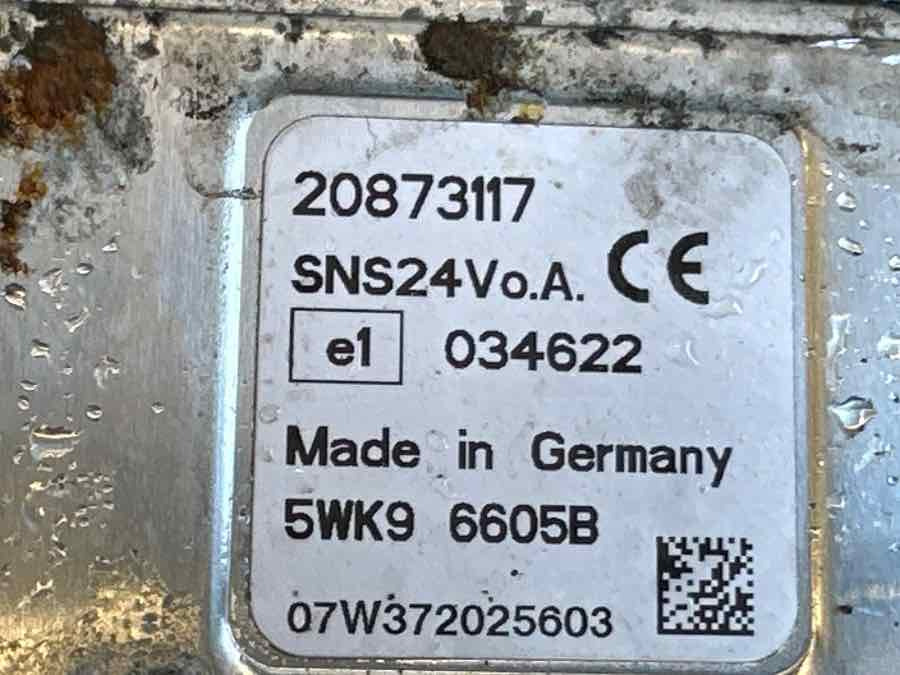 20873117
SNS24Vo.A. CE
e1 034622
Made in Germany
5WK9 6605B
07W372025603